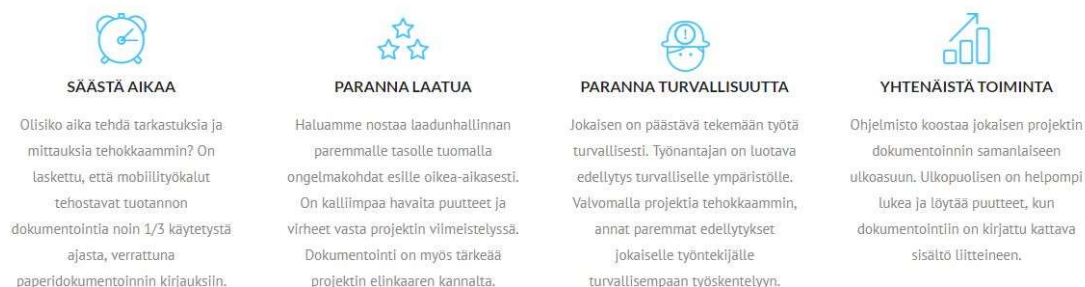 SÄÄSTÄ AIKAA
Olisiko aika tehdä tarkastuksia ja
mittauksia tehokkaammin? On
laskettu, että mobiilityökalut
tehostavat tuotannon
dokumentointia noin 1/3 käytetystä
ajasta, verrattuna
paperidokumentoinnin kirjauksiin.
PARANNA LAATUA
Haluamme nostaa laadunhallinnan
paremmalle tasolle tuomalla
ongelmakohdat esille oikea-aikasesti.
On kalliimpaa havaita puutteet ja
virheet vasta projektin viimeistelyssä.
Dokumentointi on myös tärkeää
projektin elinkaaren kannalta.
PARANNA TURVALLISUUTTA
Jokaisen on päästävä tekemään työtä
turvallisesti. Työnantajan on luotava
edellytys turvalliselle ympäristölle.
Valvomalla projektia tehokkaammin,
annat paremmat edellytykset
jokaiselle työntekijälle
turvallisempaan työskentelyyn.
YHTENÄISTÄ TOIMINTA
Ohjelmisto koostaa jokaisen projektin
dokumentoinnin samanlaiseen
ulkoasuun. Ulkopuolisen on helpompi
lukea ja löytää puutteet, kun
dokumentointiin on kirjattu kattava
sisältö liitteineen.